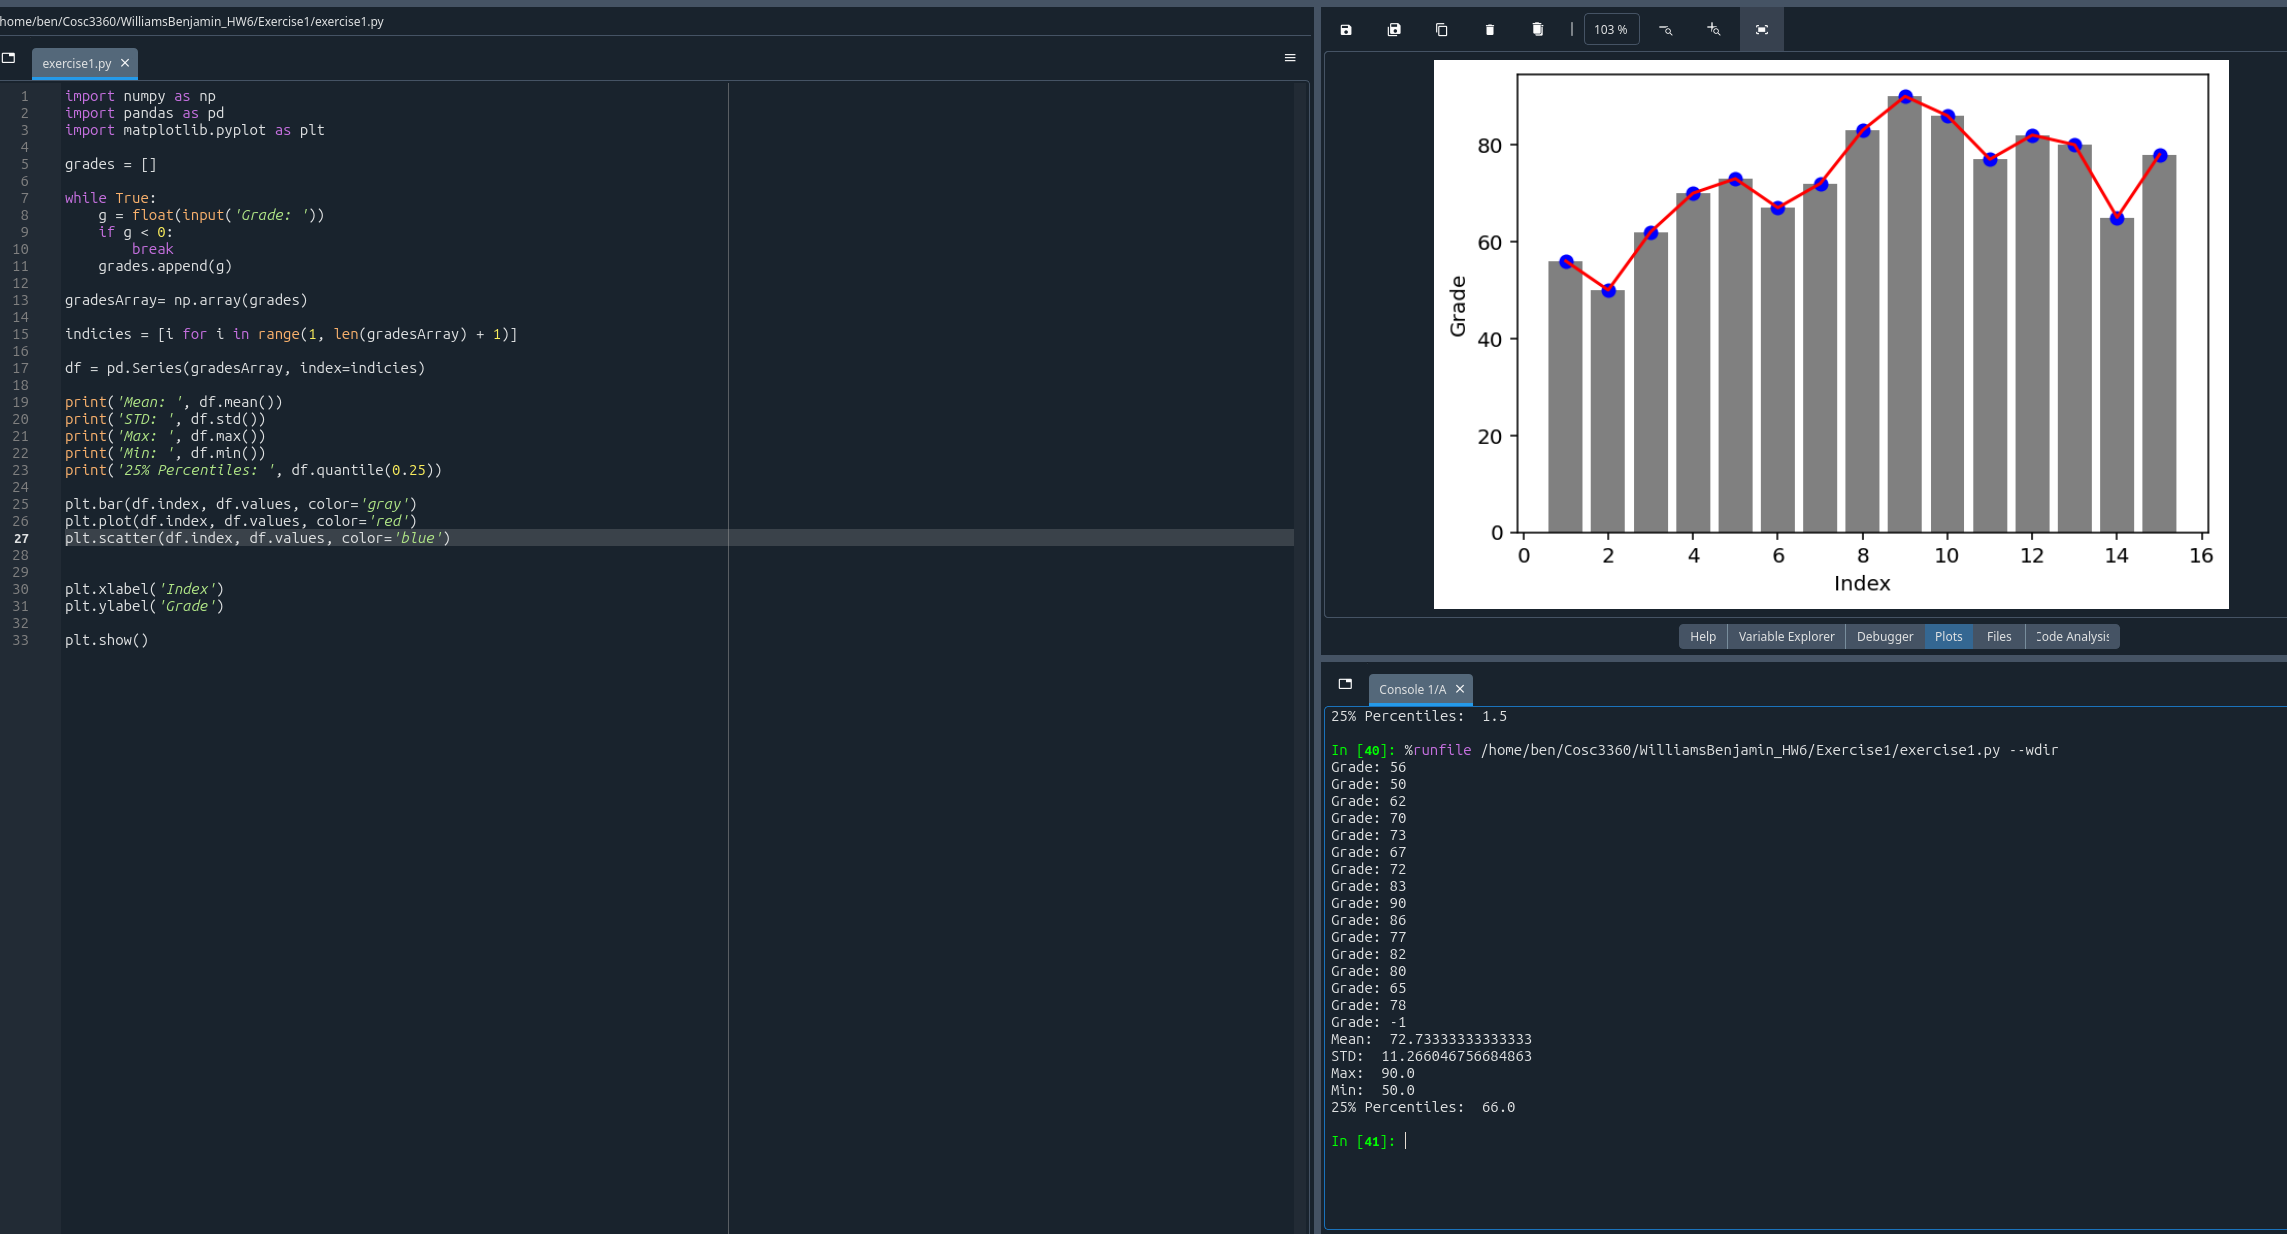 home/ben/Cosc3360/WilliamsBenjamin_HW6/Exercise1/exercise1.py
exercise1.py
1 import numpy as np
2 import pandas as pd
3 import matplotlib.pyplot as plt
4
5 grades = []
6
7 while True:
8     g = float(input('Grade: '))
9     if g < 0:
10         break
11     grades.append(g)
12
13 gradesArray= np.array(grades)
14
15 indicies = [i for i in range(1, len(gradesArray) + 1)]
16
17 df = pd.Series(gradesArray, index=indicies)
18
19 print('Mean: ', df.mean())
20 print('STD: ', df.std())
21 print('Max: ', df.max())
22 print('Min: ', df.min())
23 print('25% Percentiles: ', df.quantile(0.25))
24
25 plt.bar(df.index, df.values, color='gray')
26 plt.plot(df.index, df.values, color='red')
27 plt.scatter(df.index, df.values, color='blue')
28
29
30 plt.xlabel('Index')
31 plt.ylabel('Grade')
32
33 plt.show()
103 %
80
60
40
20
0
Grade
0 2 4 6 8 10 12 14 16
Index
Help Variable Explorer Debugger Plots Files Code Analysis
Console 1/A
25% Percentiles:  1.5
In [40]: %runfile /home/ben/Cosc3360/WilliamsBenjamin_HW6/Exercise1/exercise1.py --wdir
Grade: 56
Grade: 50
Grade: 62
Grade: 70
Grade: 73
Grade: 67
Grade: 72
Grade: 83
Grade: 90
Grade: 86
Grade: 77
Grade: 82
Grade: 80
Grade: 65
Grade: 78
Grade: -1
Mean:  72.73333333333333
STD:  11.266046756684863
Max:  90.0
Min:  50.0
25% Percentiles:  66.0
In [41]: